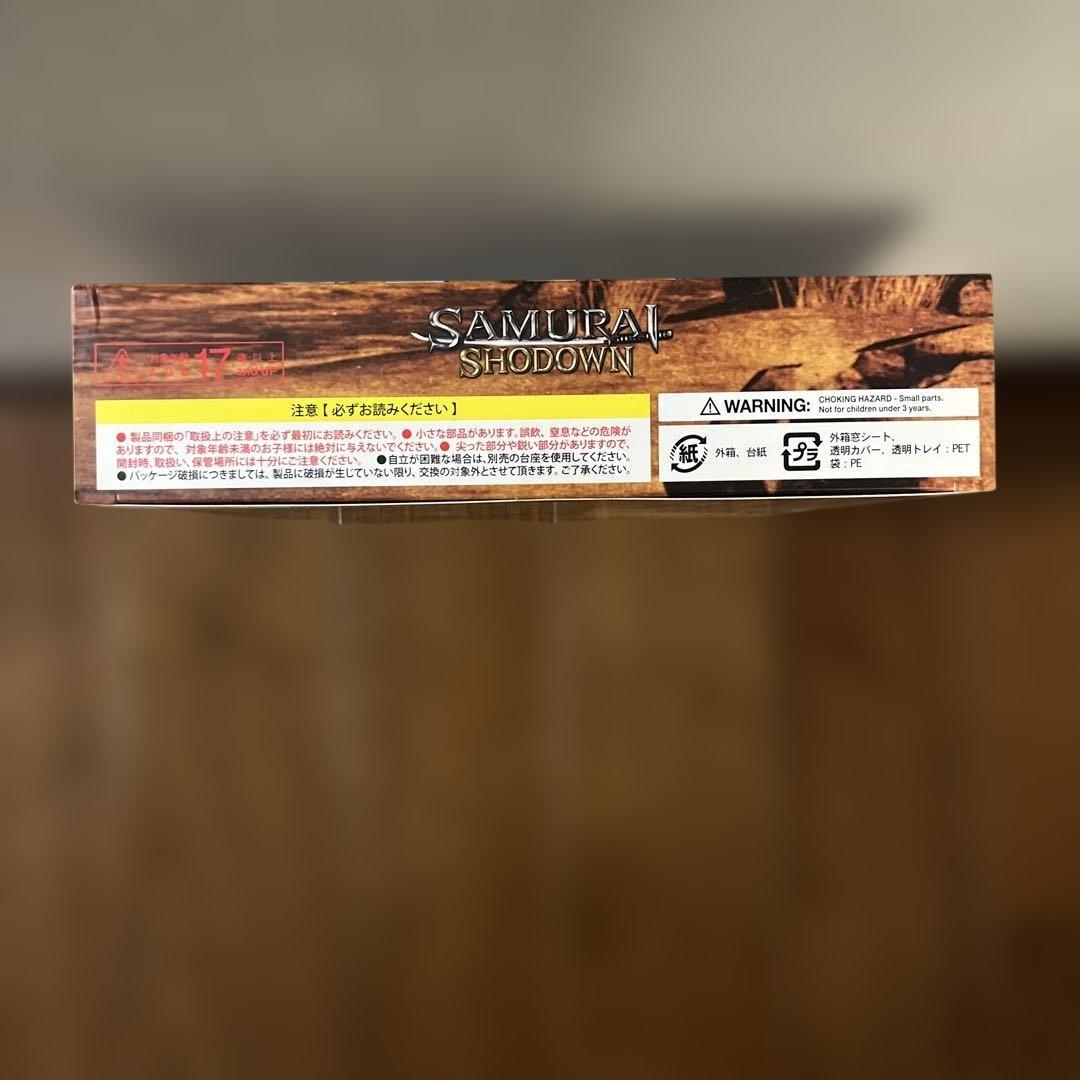 SAMURAI
SHODOWN
対象年齢 17 歳以上
AND UP
注意【 必ずお読みください 】
● 製品同梱の「取扱上の注意」を必ず最初にお読みください。 ● 小さな部品があります。誤飲、窒息などの危険が
ありますので、 対象年齢未満のお子様には絶対に与えないでください。● 尖った部分や鋭い部分がありますので、
開封時、取扱い、保管場所には十分にご注意ください。 ●自立が困難な場合は、別売の台座を使用してください。
●パッケージ破損につきましては、製品に破損が生じていない限り、交換の対象外とさせて頂きます。ご了承ください。
WARNING: CHOKING HAZARD - Small parts.
Not for children under 3 years.
紙 外箱、台紙
プラ 外箱窓シート、
透明カバー、透明トレイ : PET
袋 : PE